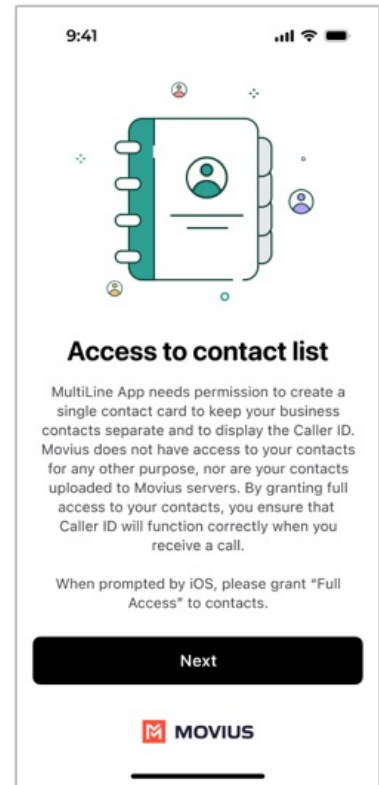 9:41
Access to contact list
MultiLine App needs permission to create a
single contact card to keep your business
contacts separate and to display the Caller ID.
Movius does not have access to your contacts
for any other purpose, nor are your contacts
uploaded to Movius servers. By granting full
access to your contacts, you ensure that
Caller ID will function correctly when you
receive a call.
When prompted by iOS, please grant “Full
Access” to contacts.
Next
MOVIUS